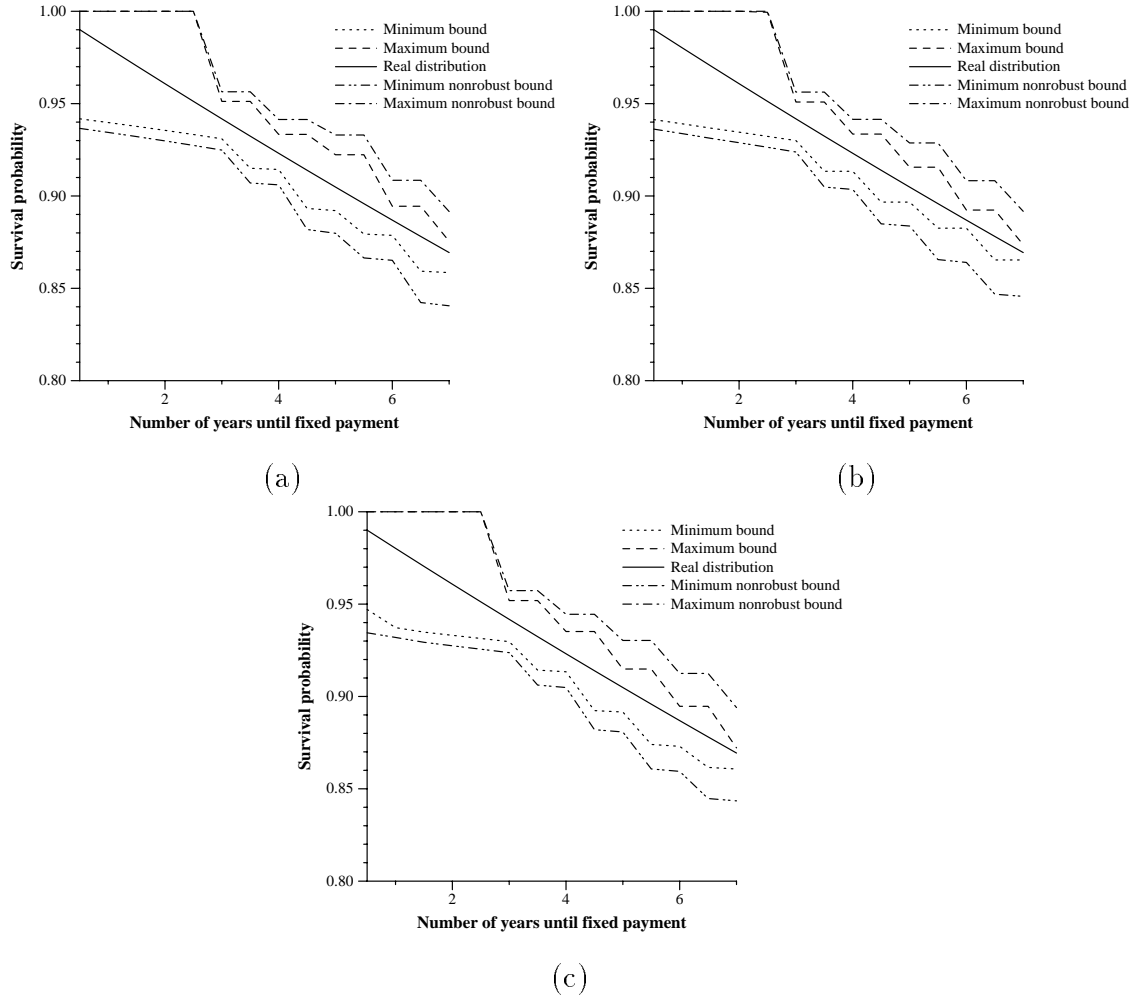 1.00
0.95
0.90
0.85
0.80
Survival probability
2
4
6
Number of years until fixed payment
Minimum bound
Maximum bound
Real distribution
Minimum nonrobust bound
Maximum nonrobust bound
(a)
1.00
0.95
0.90
0.85
0.80
Survival probability
2
4
6
Number of years until fixed payment
Minimum bound
Maximum bound
Real distribution
Minimum nonrobust bound
Maximum nonrobust bound
(b)
1.00
0.95
0.90
0.85
0.80
Survival probability
2
4
6
Number of years until fixed payment
Minimum bound
Maximum bound
Real distribution
Minimum nonrobust bound
Maximum nonrobust bound
(c)